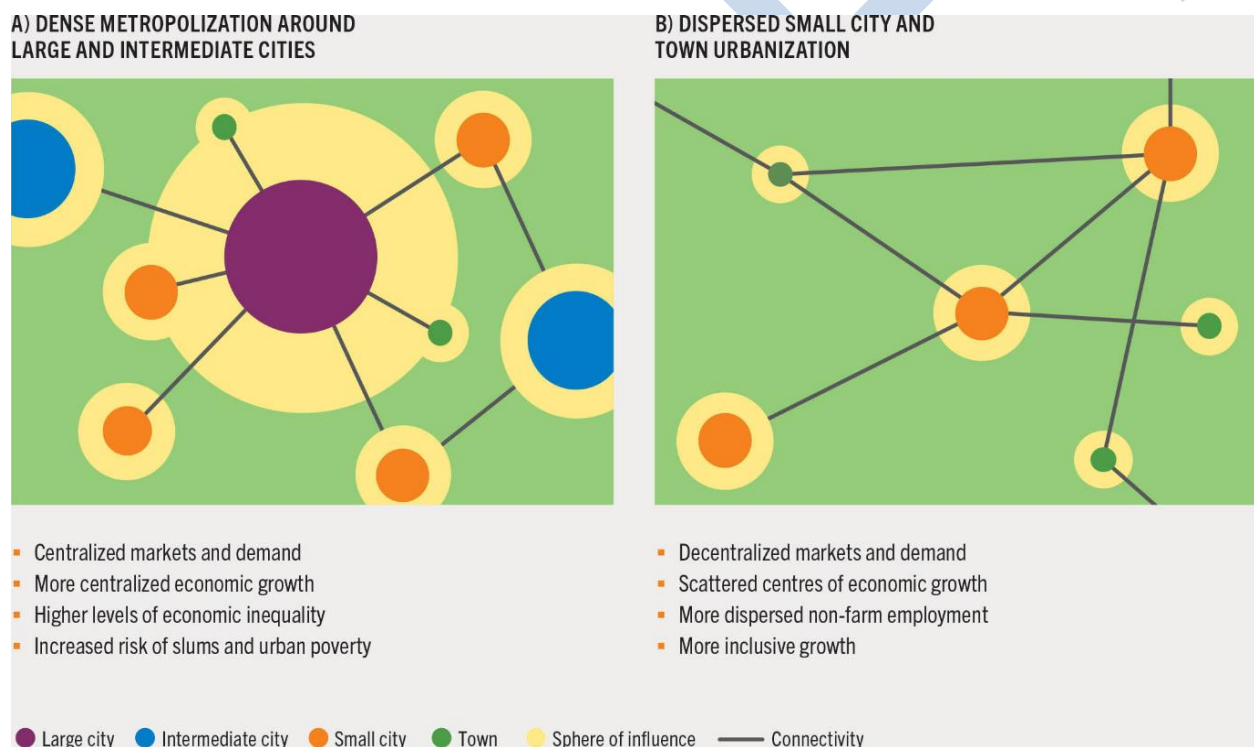 A) DENSE METROPOLIZATION AROUND
LARGE AND INTERMEDIATE CITIES
B) DISPERSED SMALL CITY AND
TOWN URBANIZATION
Centralized markets and demand
More centralized economic growth
Higher levels of economic inequality
Increased risk of slums and urban poverty
Decentralized markets and demand
Scattered centres of economic growth
More dispersed non-farm employment
More inclusive growth
Large city Intermediate city Small city Town Sphere of influence Connectivity